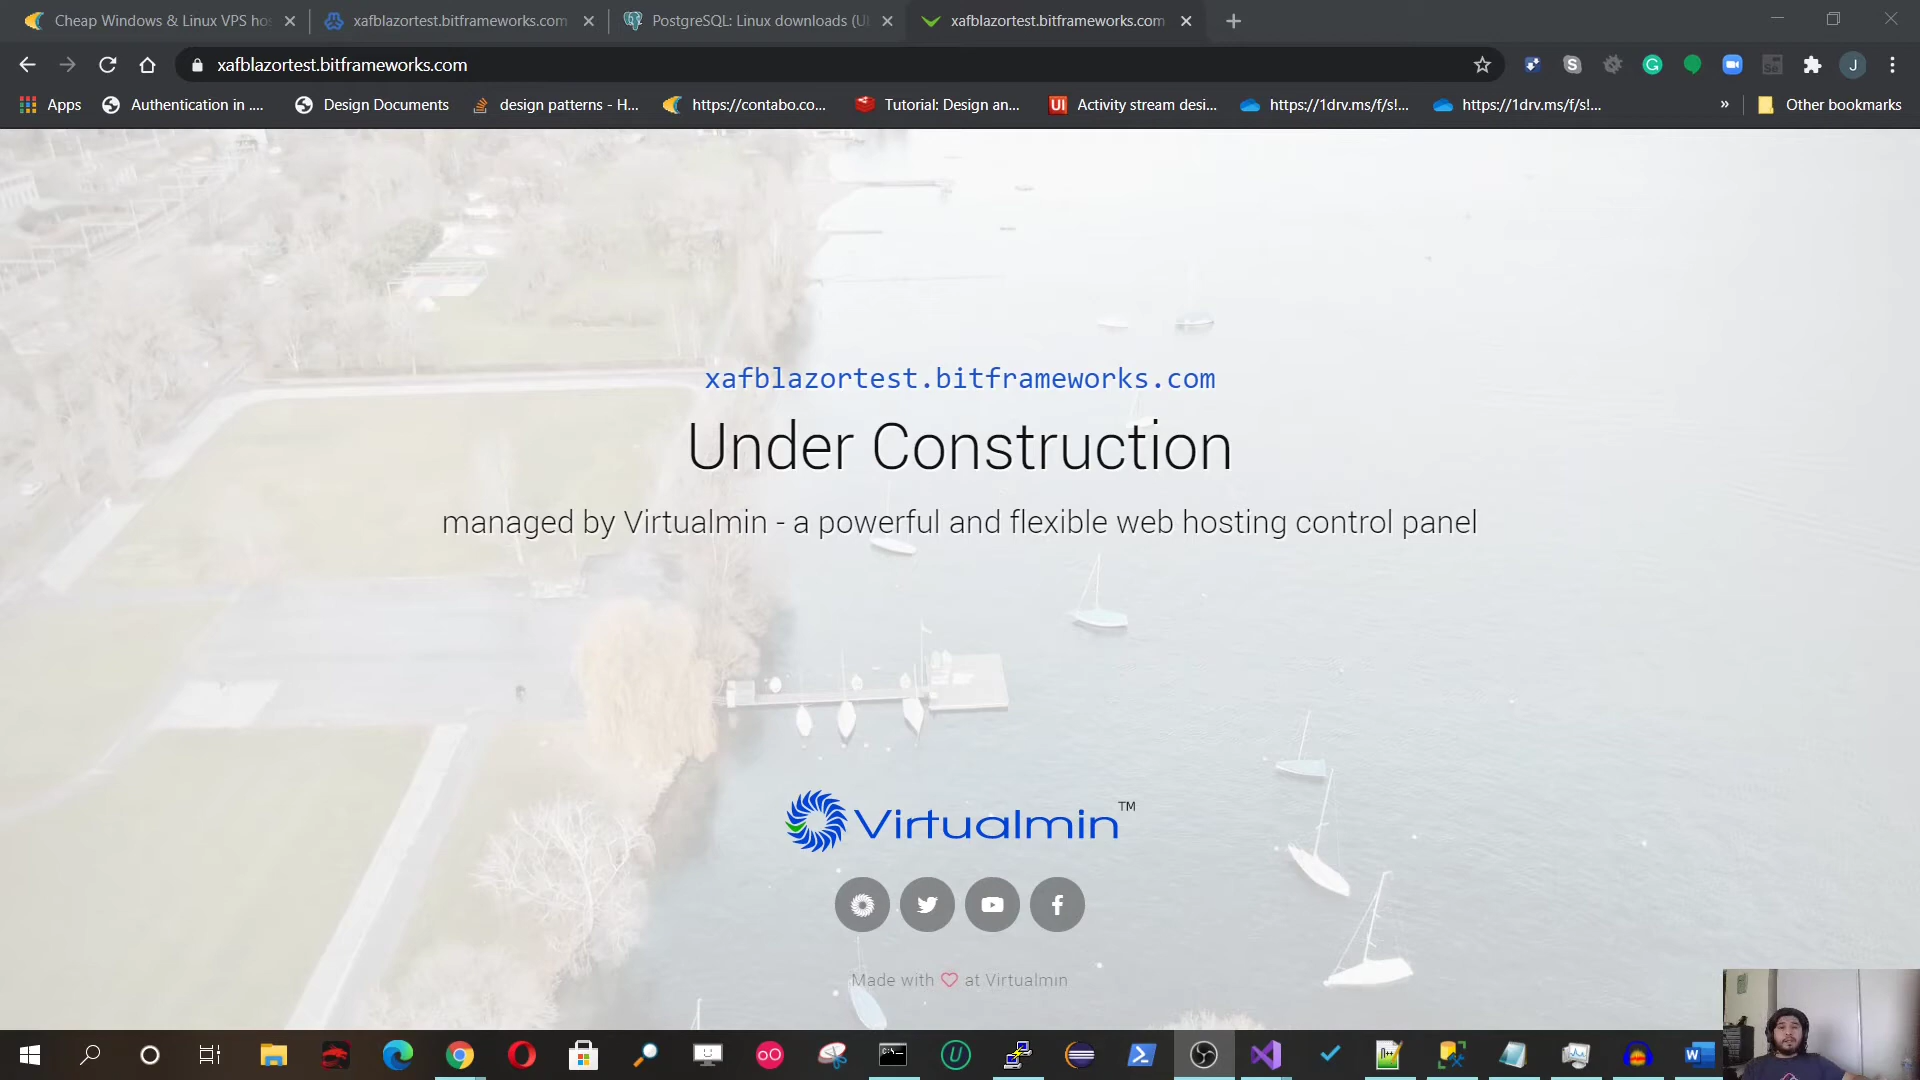 Cheap Windows & Linux VPS hos
xafblazortest.bitframeworks.com
PostgreSQL: Linux downloads (U
xafblazortest.bitframeworks.com
xafblazortest.bitframeworks.com
J
Apps
Authentication in ....
Design Documents
design patterns - H...
https://contabo.co...
UI
Tutorial: Design an...
Activity stream desi...
https://1drv.ms/f/s!...
https://1drv.ms/f/s!...
»
Other bookmarks
xafblazortest.bitframeworks.com
Under Construction
managed by Virtualmin - a powerful and flexible web hosting control panel
Virtualmin™
Made with ♡ at Virtualmin